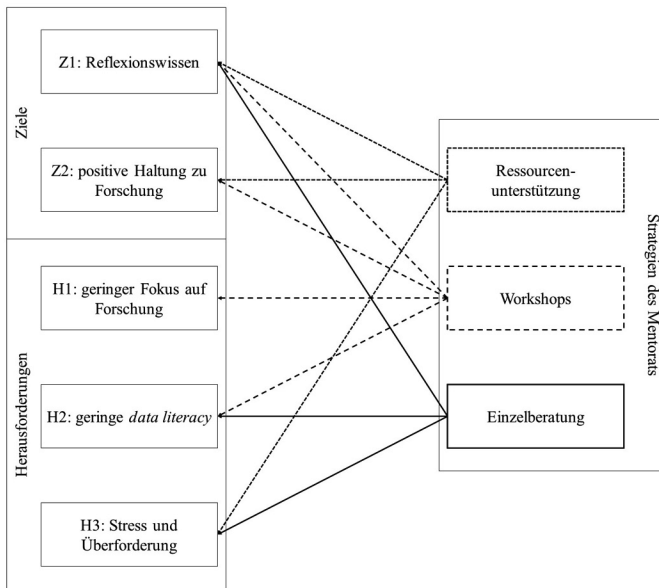 Ziele
Z1: Reflexionswissen
Z2: positive Haltung zu
Forschung
Herausforderungen
H1: geringer Fokus auf
Forschung
H2: geringe data literacy
H3: Stress und
Überforderung
Ressourcen-
unterstützung
Workshops
Einzelberatung
Strategien des Mentorats